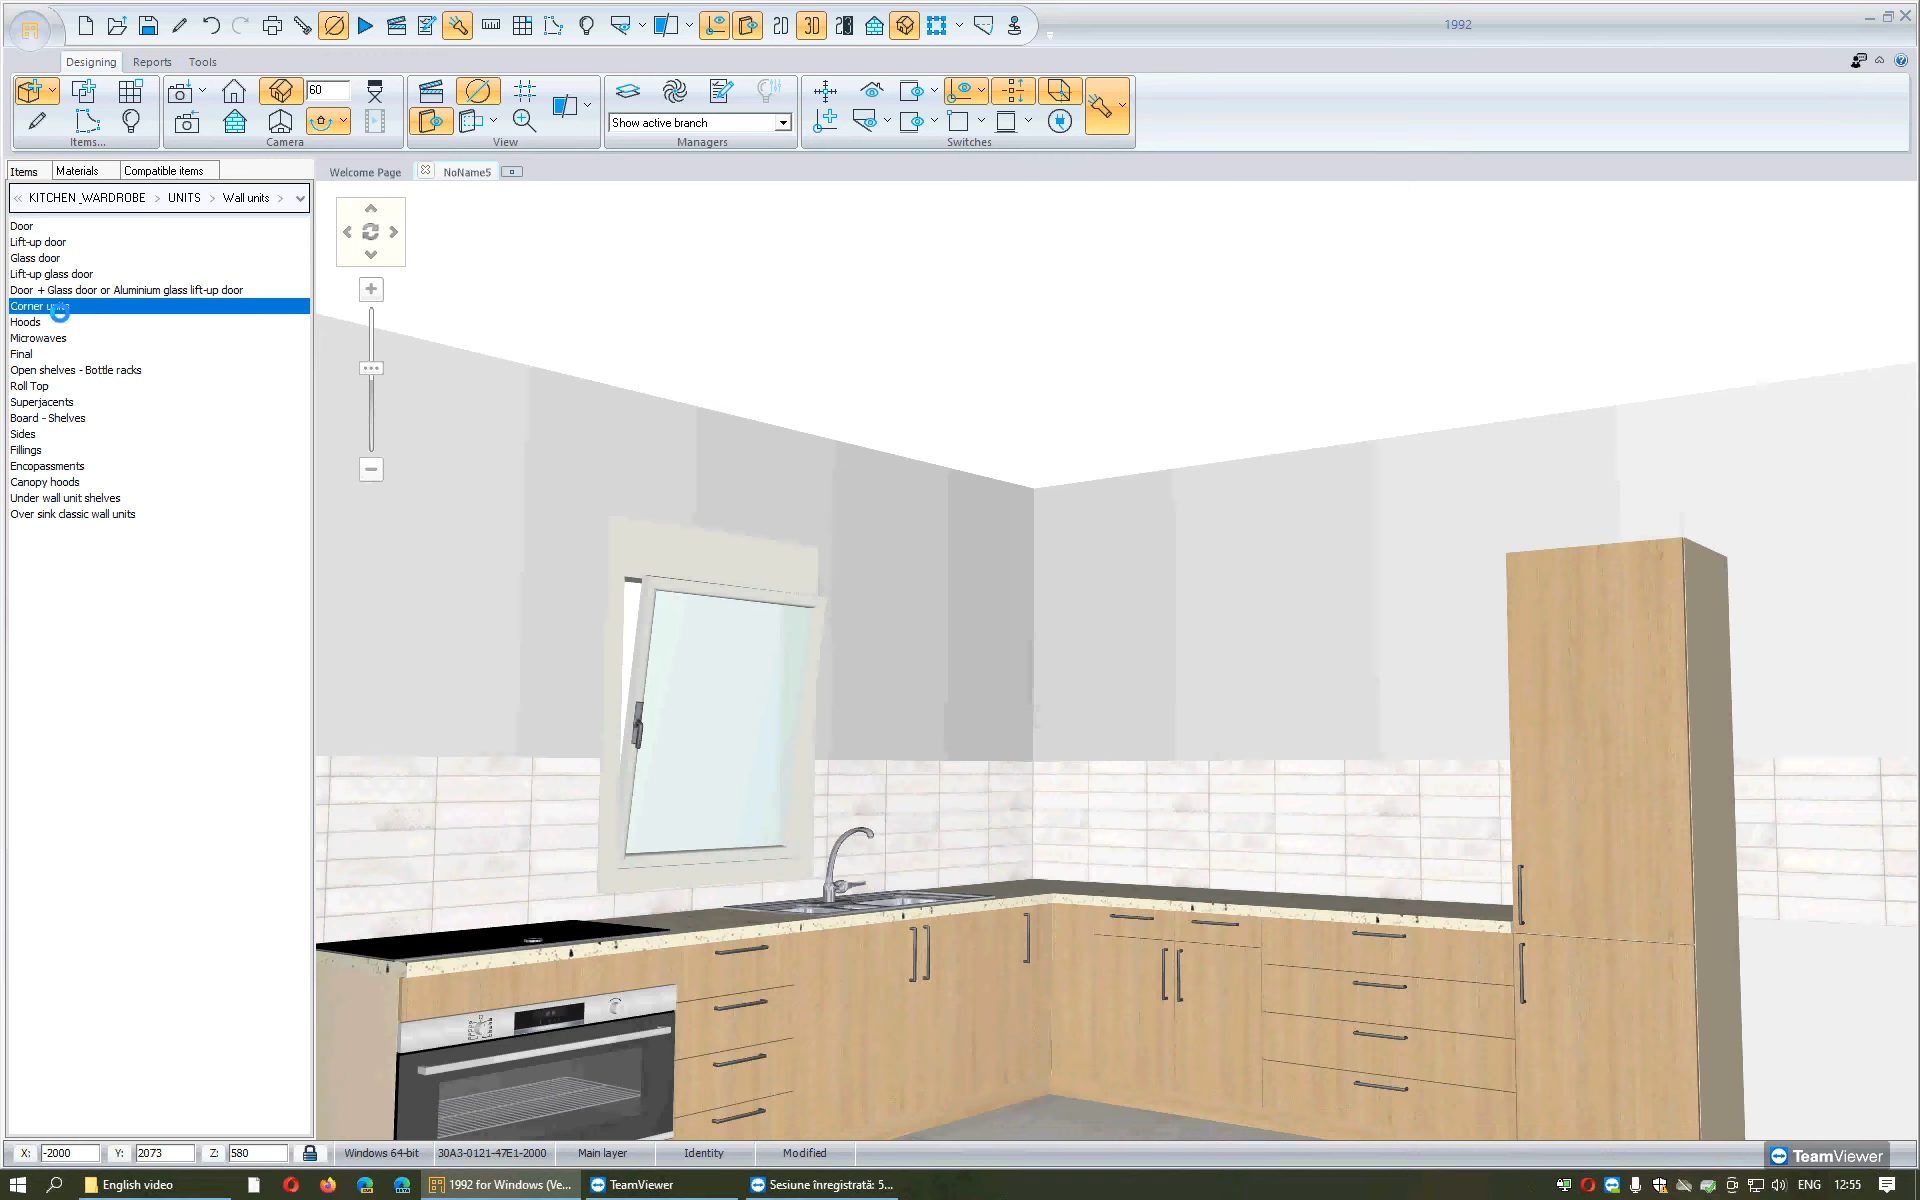 1992
Designing
Reports
Tools
60
Show active branch
Items...
Camera
View
Managers
Switches
Items
Materials
Compatible items
Welcome Page
NoName5
« KITCHEN_WARDROBE > UNITS > Wall units >
Door
Lift-up door
Glass door
Lift-up glass door
Door + Glass door or Aluminium glass lift-up door
Corner units
Hoods
Microwaves
Final
Open shelves - Bottle racks
Roll Top
Superjacents
Board - Shelves
Sides
Fillings
Encopassments
Canopy hoods
Under wall unit shelves
Over sink classic wall units
X: -2000 Y: 2073 Z: 580 Windows 64-bit 30A3-0121-47E1-2000 Main layer Identity Modified
TeamViewer
English video
1992 for Windows (Ve...
TeamViewer
Sesiune înregistrată: 5...
ENG 12:55